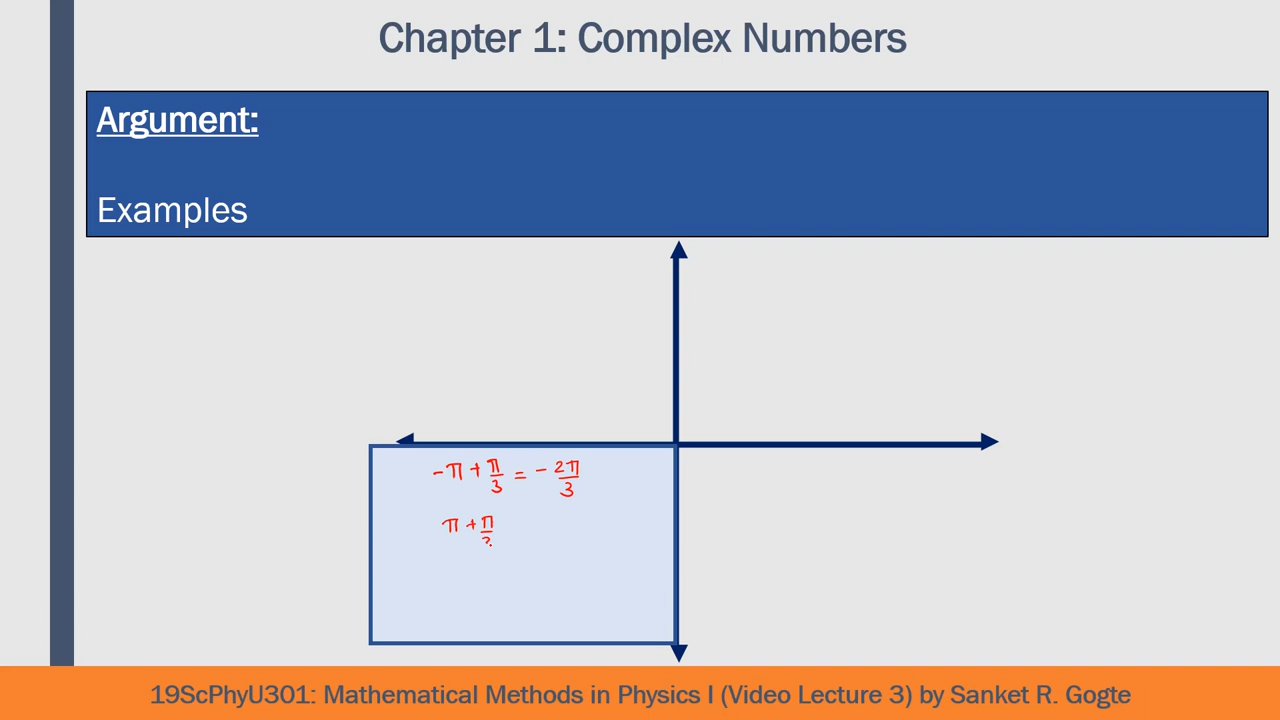 Chapter 1: Complex Numbers
Argument:
Examples
-π + π/3 = - 2π/3
π + π/3
19ScPhyU301: Mathematical Methods in Physics I (Video Lecture 3) by Sanket R. Gogte